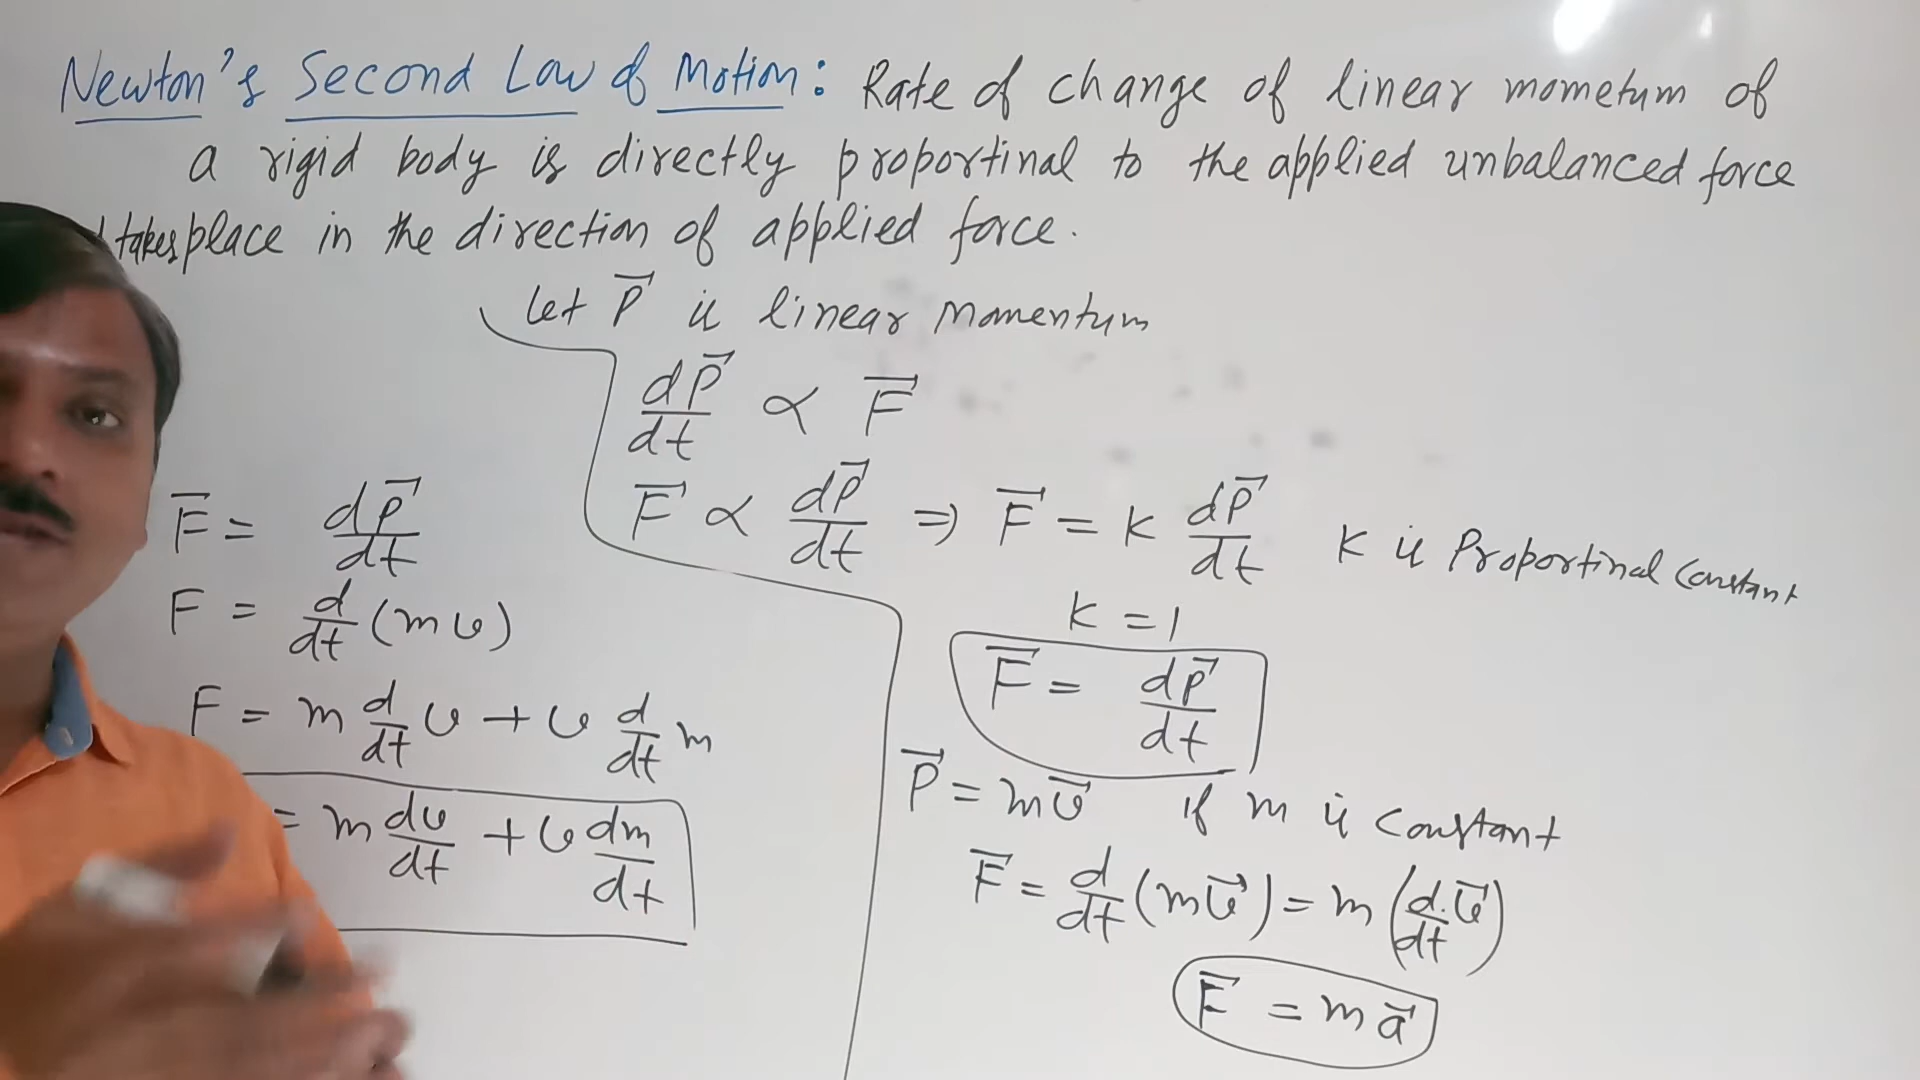 Newton's Second Law of Motion: Rate of change of linear mometum of
a rigid body is directly proportinal to the applied unbalanced force
takes place in the direction of applied force.
Let P⃗ is linear momentum
dP⃗/dt ∝ F⃗
F⃗ ∝ dP⃗/dt ⇒ F⃗ = K dP⃗/dt K is Proportinal Constant
K = 1
F⃗ = dP⃗/dt
P⃗ = mv⃗ if m is constant
F⃗ = d/dt (mv⃗) = m (d/dt v⃗)
F⃗ = ma⃗
F⃗ = dP⃗/dt
F = d/dt (mv)
F = m d/dt v + v d/dt m
= m dv/dt + v dm/dt